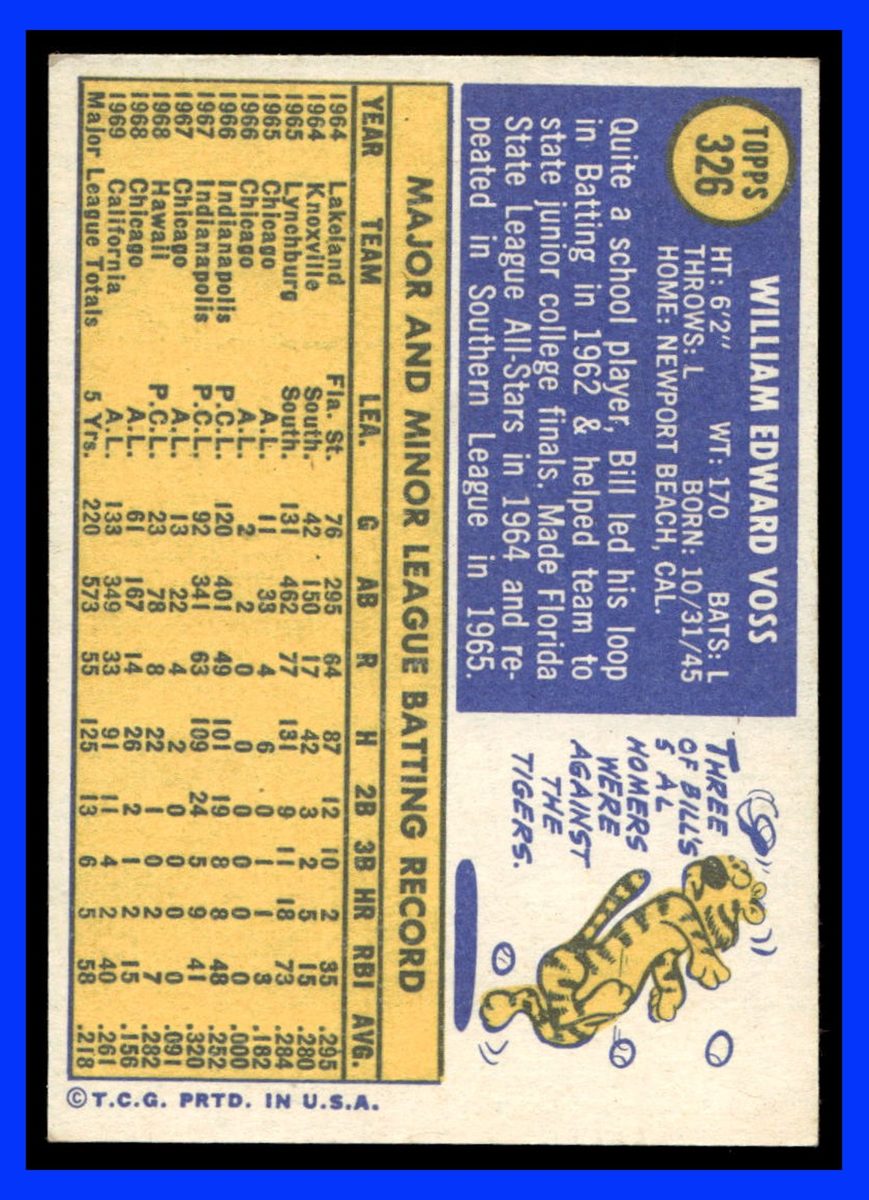 TOPPS
326
WILLIAM EDWARD VOSS
HT: 6'2" WT: 170 BATS: L
THROWS: L BORN: 10/31/45
HOME: NEWPORT BEACH, CAL.
Quite a school player, Bill led his loop
in Batting in 1962 & helped team to
state junior college finals. Made Florida
State League All-Stars in 1964 and re-
peated in Southern League in 1965.
THREE
OF BILL'S
5 AL
HOMERS
WERE
AGAINST
THE
TIGERS.
MAJOR AND MINOR LEAGUE BATTING RECORD
YEAR TEAM LEA. G AB R H 2B 3B HR RBI AVG.
1964 Lakeland Fla. St. 76 295 64 87 12 10 2 35 .295
1964 Knoxville South. 42 150 17 42 3 2 5 15 .280
1965 Lynchburg South. 131 462 77 131 9 11 18 73 .284
1965 Chicago A.L. 11 33 4 6 0 1 1 3 .182
1966 Chicago A.L. 2 2 0 0 0 0 0 0 .000
1966 Indianapolis P.C.L. 120 401 49 101 19 8 8 48 .252
1967 Indianapolis P.C.L. 92 341 63 109 24 5 9 41 .320
1967 Chicago A.L. 13 22 4 2 0 0 0 0 .091
1968 Hawaii P.C.L. 23 78 8 22 1 0 2 7 .282
1968 Chicago A.L. 61 167 14 26 2 1 2 15 .156
1969 California A.L. 133 349 33 91 11 4 2 40 .261
Major League Totals 5 Yrs. 220 573 55 125 13 6 5 58 .218
© T.C.G. PRTD. IN U.S.A.